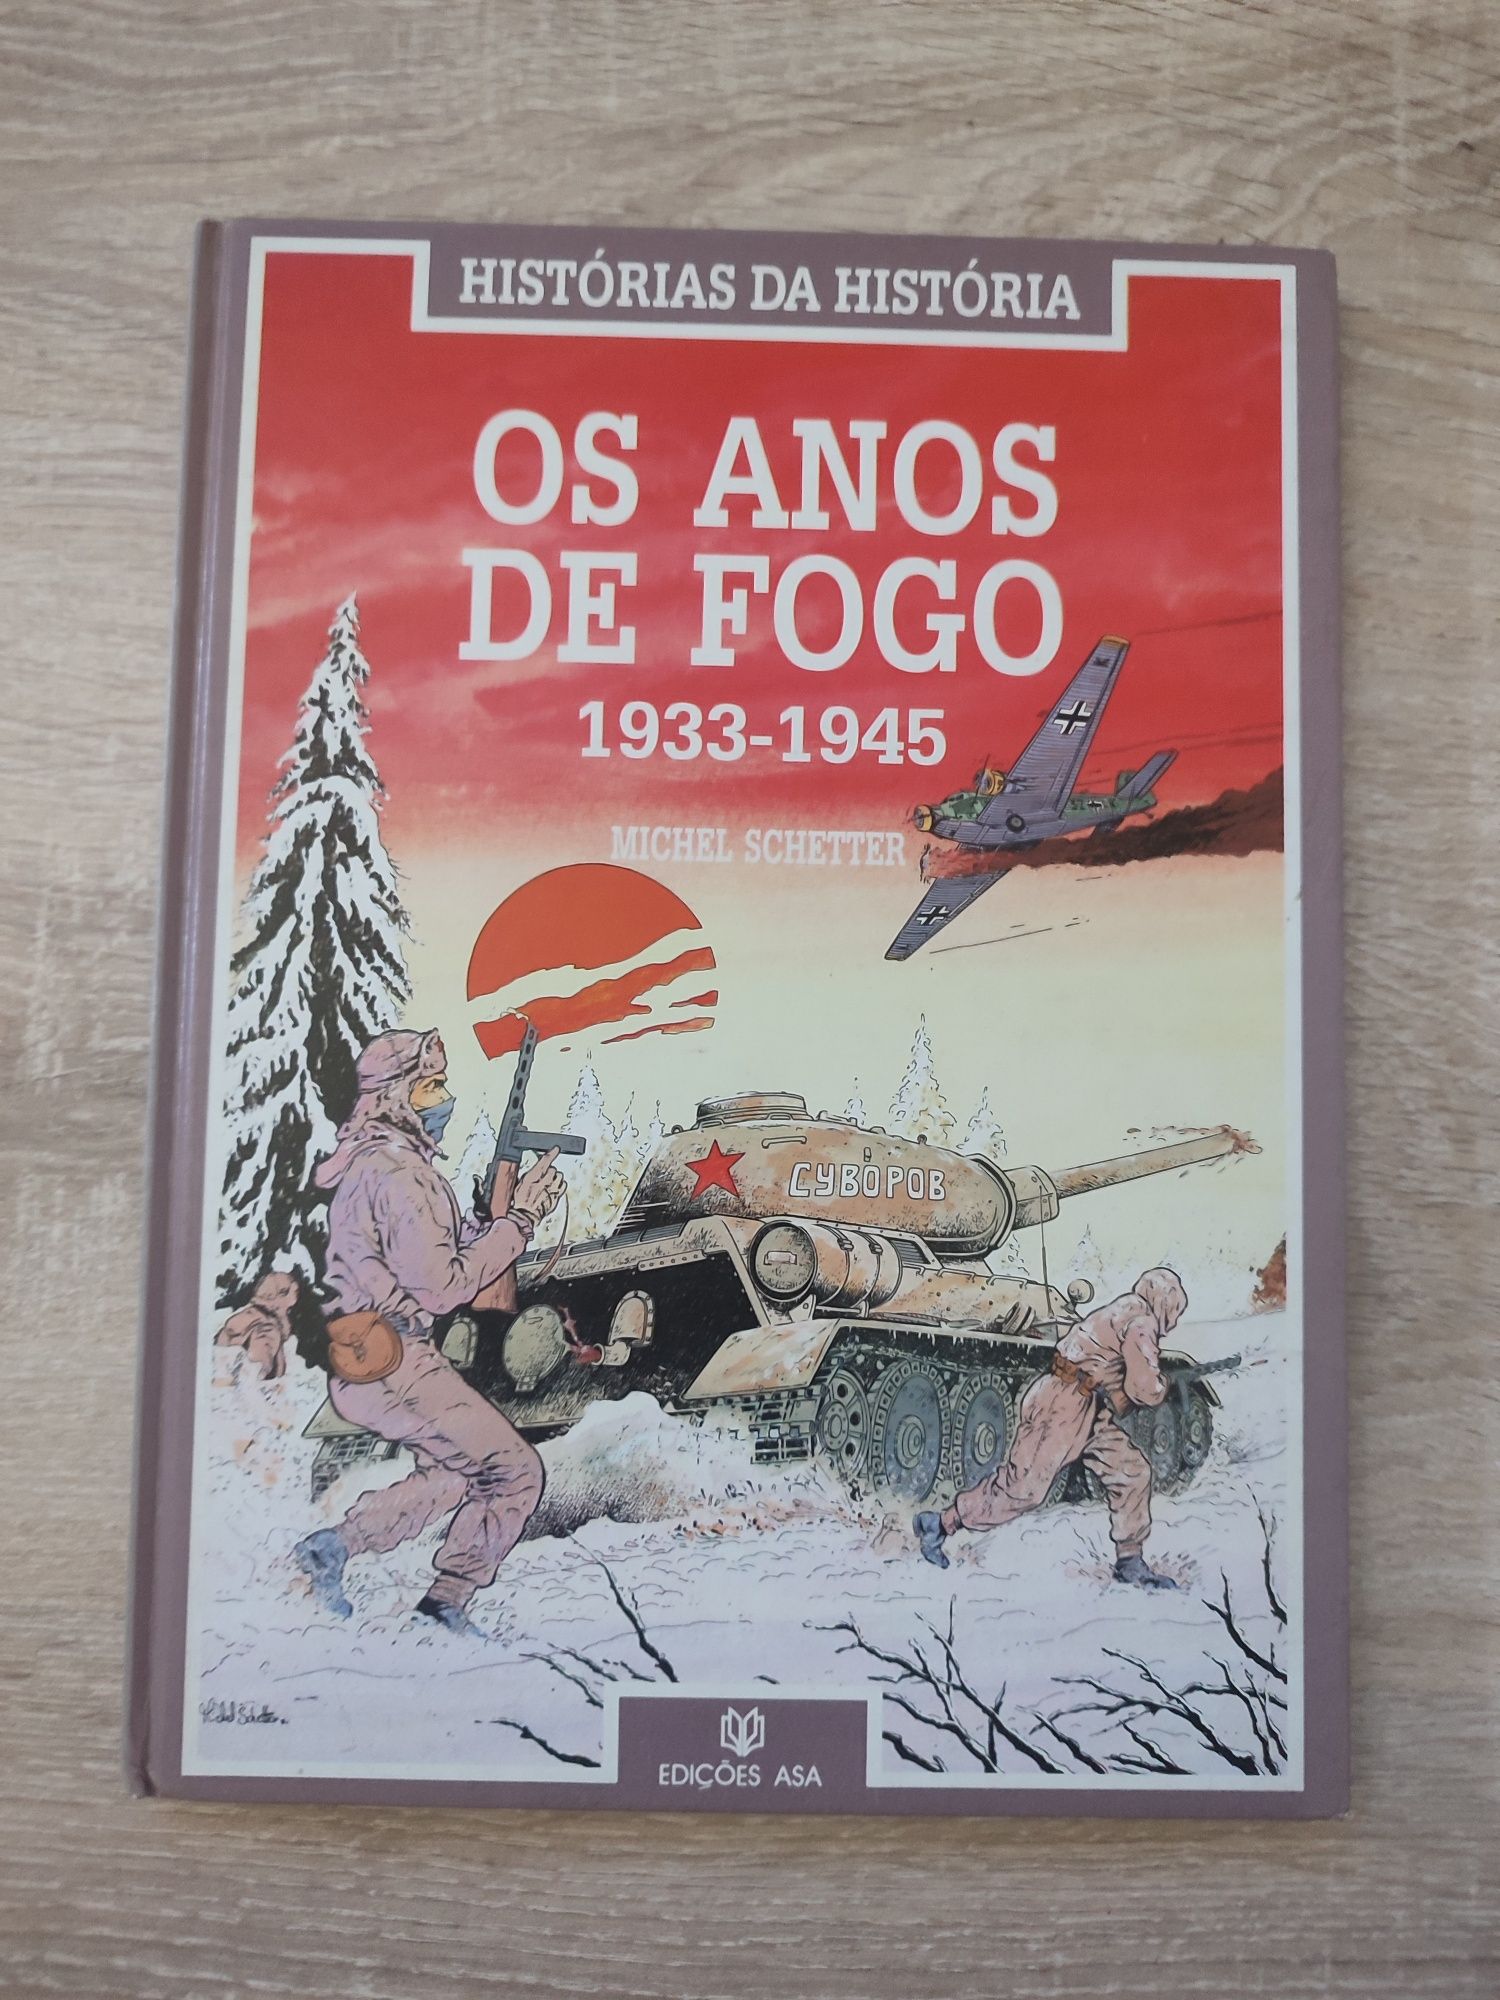 HISTÓRIAS DA HISTÓRIA
OS ANOS
DE FOGO
1933-1945
MICHEL SCHETTER
СУВОРОВ
EDIÇÕES ASA